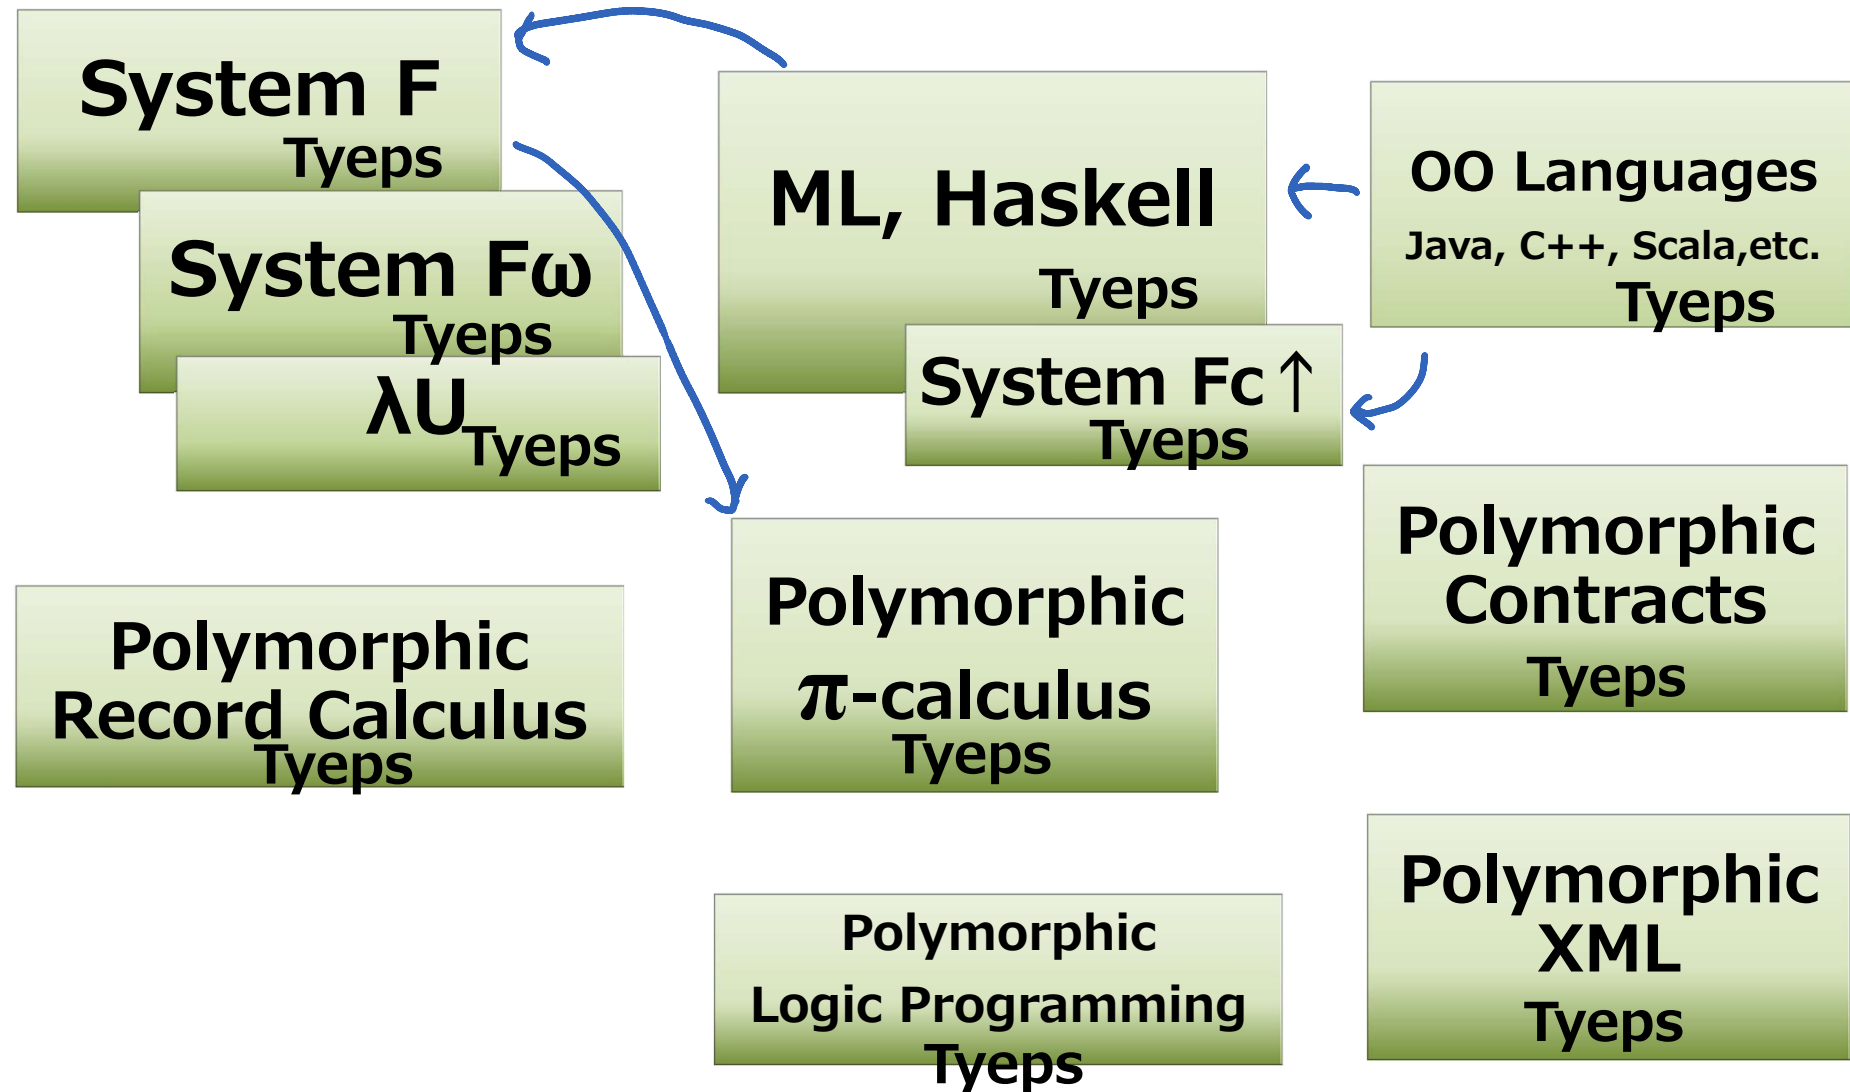 System F
Tyeps
System Fω
Tyeps
λU
Tyeps
ML, Haskell
Tyeps
System Fc↑
Tyeps
OO Languages
Java, C++, Scala,etc.
Tyeps
Polymorphic
Record Calculus
Tyeps
Polymorphic
π-calculus
Tyeps
Polymorphic
Contracts
Tyeps
Polymorphic
Logic Programming
Tyeps
Polymorphic
XML
Tyeps